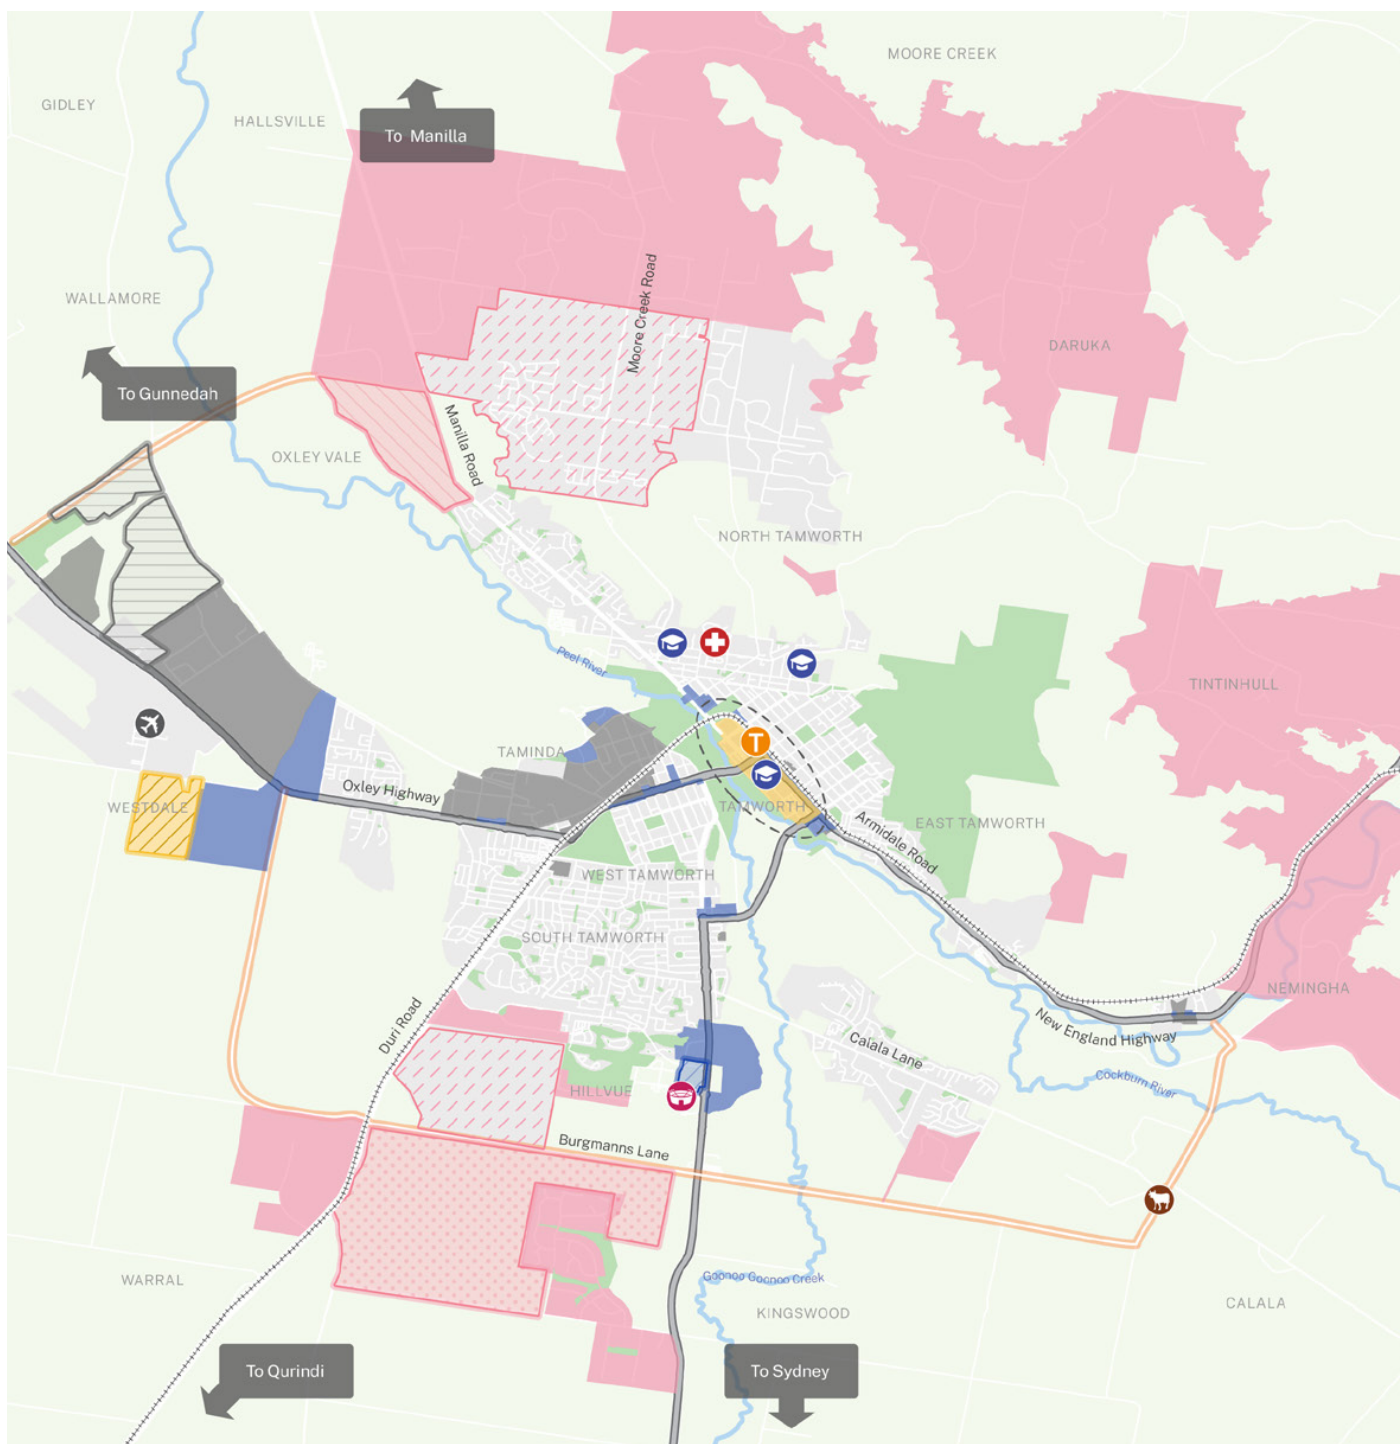 MOORE CREEK
GIDLEY
HALLSVILLE
To Manilla
WALLAMORE
Moore Creek Road
DARUKA
To Gunnedah
Manilla Road
OXLEY VALE
NORTH TAMWORTH
Peel River
TINTINHULL
TAMINDA
T
Oxley Highway
WESTDALE
TAMWORTH
EAST TAMWORTH
Armidale Road
WEST TAMWORTH
SOUTH TAMWORTH
NEMINGHA
Duri Road
New England Highway
Calala Lane
Cockburn River
HILLVUE
Burgmanns Lane
WARRAL
Goonoo Goonoo Creek
KINGSWOOD
CALALA
To Qurindi
To Sydney